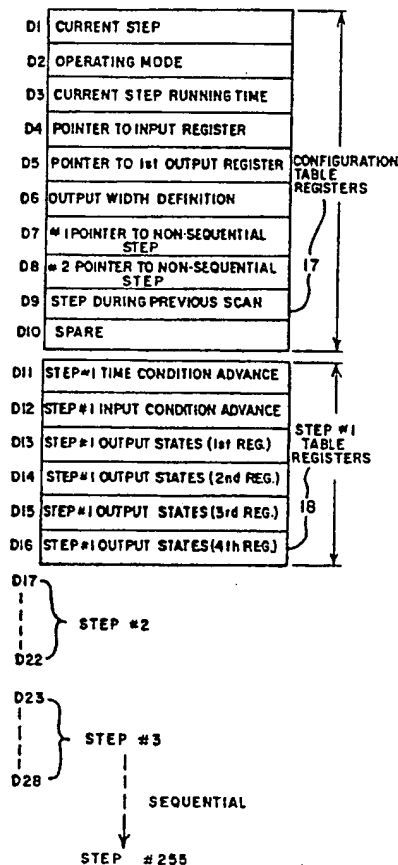 D1 CURRENT STEP
D2 OPERATING MODE
D3 CURRENT STEP RUNNING TIME
D4 POINTER TO INPUT REGISTER
D5 POINTER TO 1st OUTPUT REGISTER
D6 OUTPUT WIDTH DEFINITION
D7 #1 POINTER TO NON-SEQUENTIAL
STEP
D8 #2 POINTER TO NON-SEQUENTIAL
STEP
D9 STEP DURING PREVIOUS SCAN
D10 SPARE
CONFIGURATION
TABLE
REGISTERS
17
D11 STEP #1 TIME CONDITION ADVANCE
D12 STEP #1 INPUT CONDITION ADVANCE
D13 STEP #1 OUTPUT STATES (1st REG.)
D14 STEP #1 OUTPUT STATES (2nd REG.)
D15 STEP #1 OUTPUT STATES (3rd REG.)
D16 STEP #1 OUTPUT STATES (4th REG.)
STEP #1
TABLE
REGISTERS
18
D17
STEP #2
D22
D23
STEP #3
D28
SEQUENTIAL
STEP #255